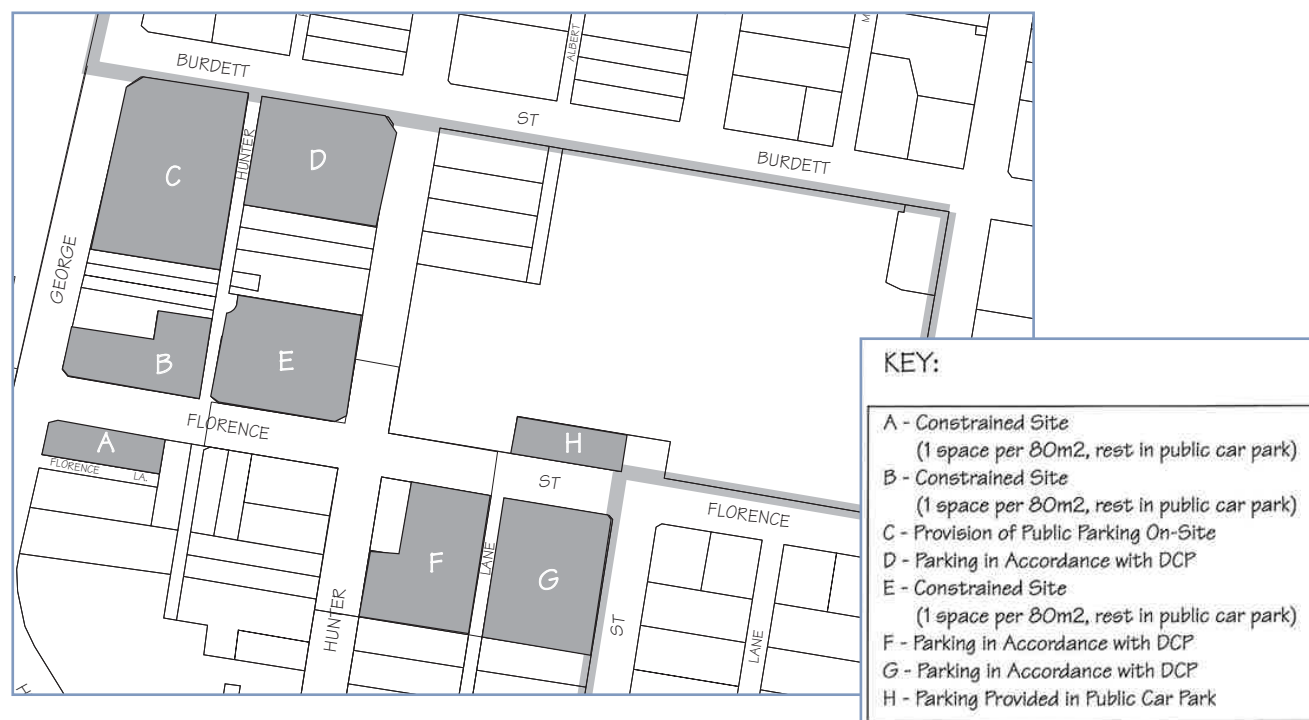 BURDETT
ST
BURDETT
ALBERT
HUNTER
C
D
GEORGE
B
E
FLORENCE
A
FLORENCE LA.
H
ST
FLORENCE
F
LANE
G
HUNTER
ST
LANE
H
M
KEY:
A - Constrained Site
(1 space per 80m2, rest in public car park)
B - Constrained Site
(1 space per 80m2, rest in public car park)
C - Provision of Public Parking On-Site
D - Parking in Accordance with DCP
E - Constrained Site
(1 space per 80m2, rest in public car park)
F - Parking in Accordance with DCP
G - Parking in Accordance with DCP
H - Parking Provided in Public Car Park